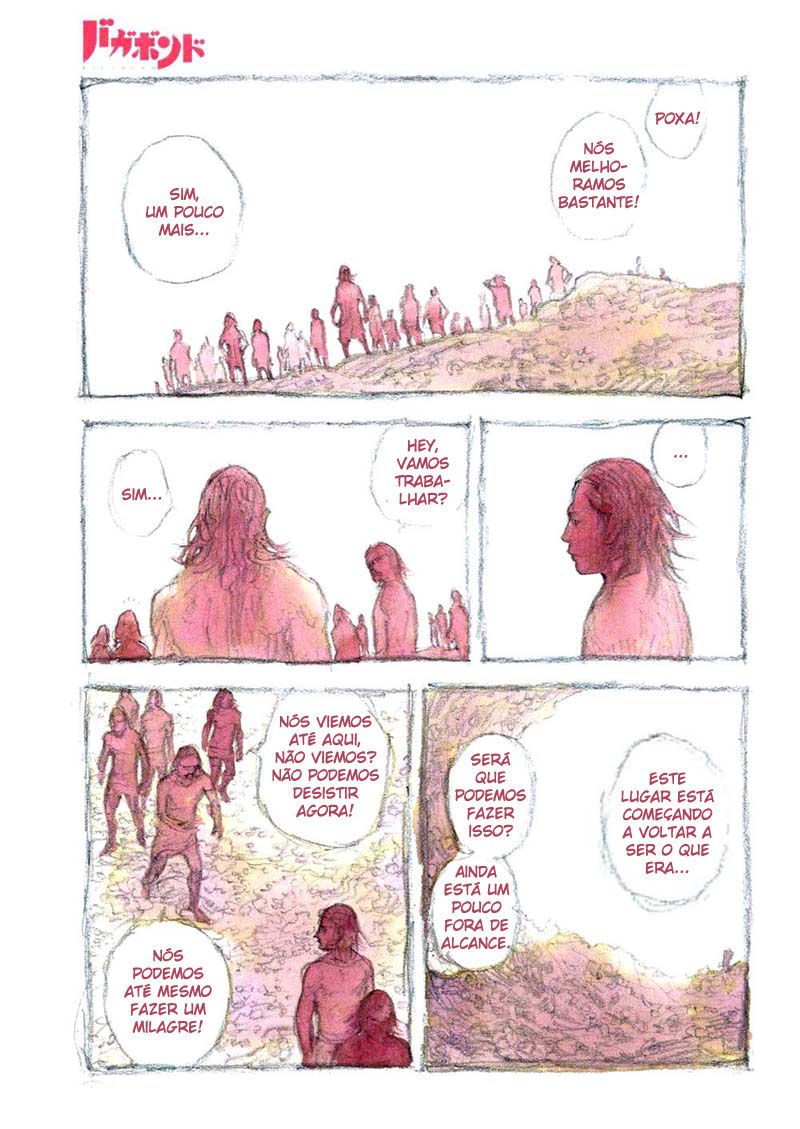 バガボンド
POXA!
NÓS
MELHO-
RAMOS
BASTANTE!
SIM,
UM POUCO
MAIS...
...
HEY,
VAMOS
TRABA-
LHAR?
SIM...
ESTE
LUGAR ESTÁ
COMEÇANDO
A VOLTAR A
SER O QUE
ERA...
SERÁ
QUE
PODEMOS
FAZER
ISSO?
AINDA
ESTÁ UM
POUCO
FORA DE
ALCANCE.
NÓS VIEMOS
ATÉ AQUI,
NÃO VIEMOS?
NÃO PODEMOS
DESISTIR
AGORA!
NÓS
PODEMOS
ATÉ MESMO
FAZER UM
MILAGRE!